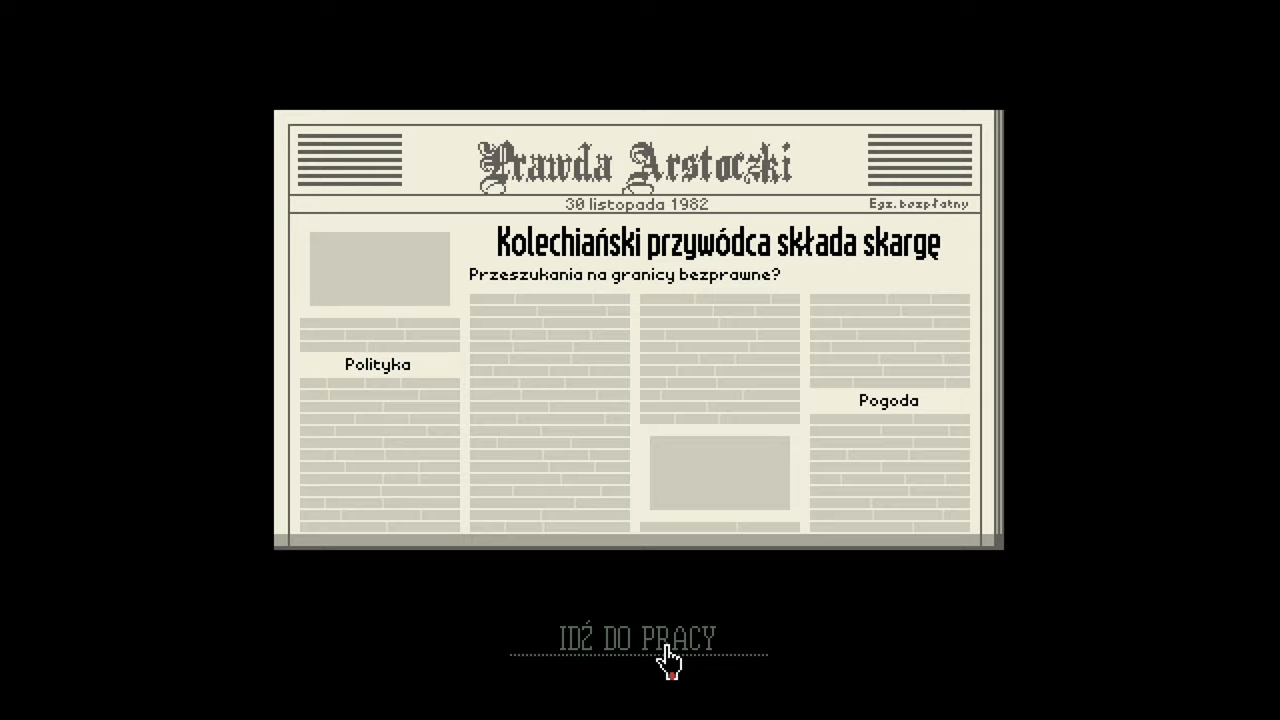 Prawda Arstoczki
30 listopada 1982
Egz. bezpłatny
Kolechiański przywódca składa skargę
Przeszukania na granicy bezprawne?
Polityka
Pogoda
IDŹ DO PRACY